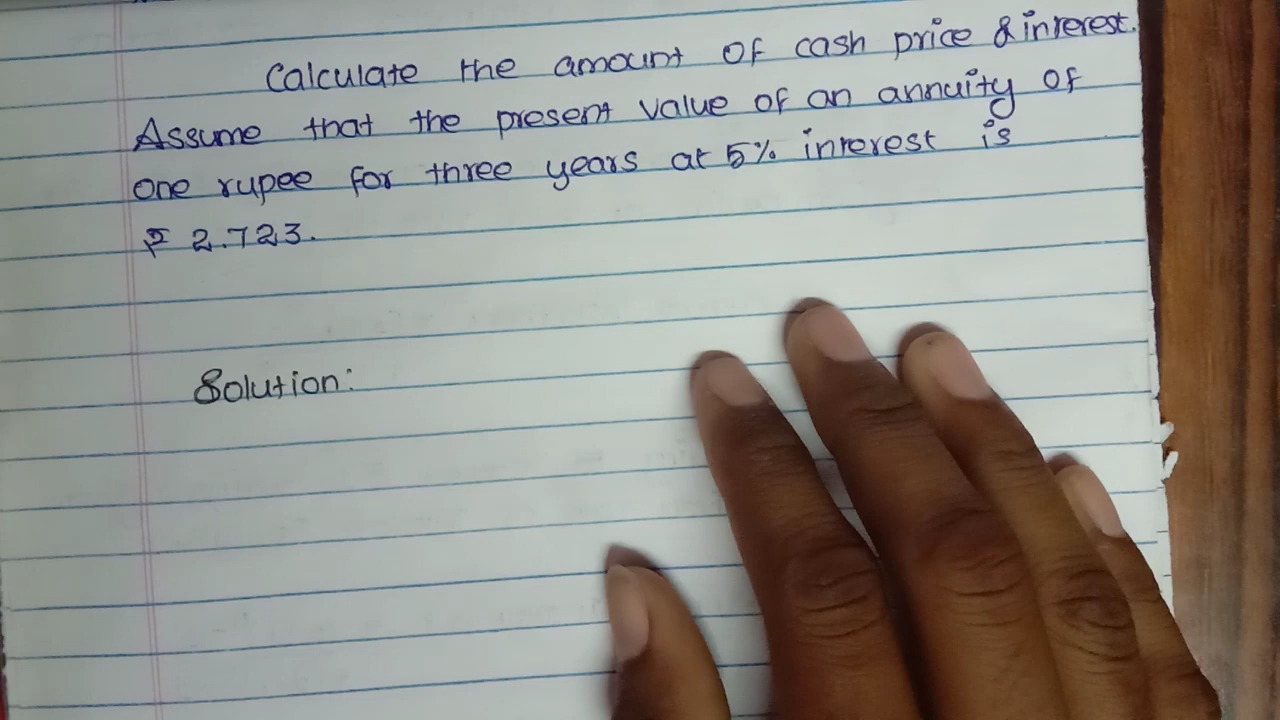 Calculate the amount of cash price & interest.
Assume that the present value of an annuity of
one rupee for three years at 5% interest is
₹ 2.723.
Solution: